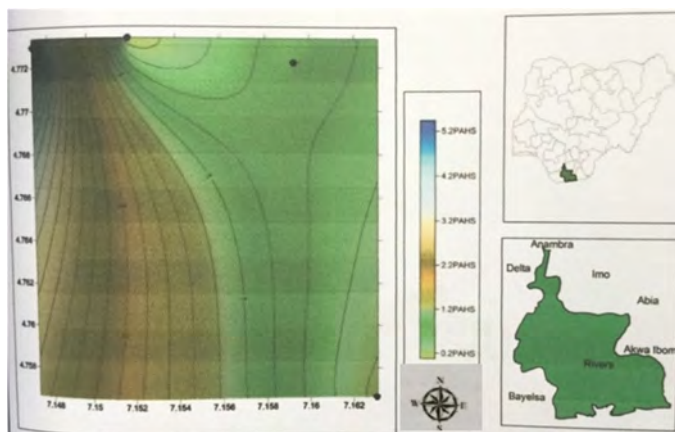 4.772
4.77
4.768
4.766
4.764
4.762
4.76
4.758
7.148
7.15
7.152
7.154
7.156
7.158
7.16
7.162
5.2PAHS
4.2PAHS
3.2PAHS
2.2PAHS
1.2PAHS
0.2PAHS
N
W
E
S
Anambra
Delta
Imo
Abia
Akwa Ibom
Rivers
Bayelsa